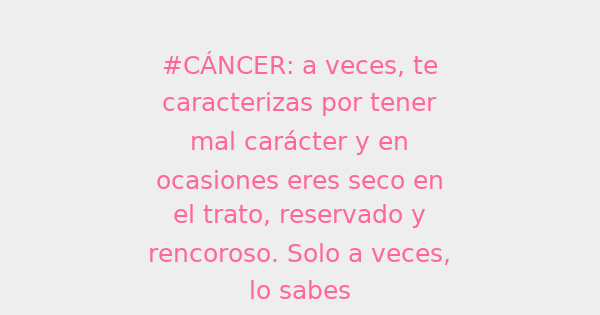 #CÁNCER: a veces, te
caracterizas por tener
mal carácter y en
ocasiones eres seco en
el trato, reservado y
rencoroso. Solo a veces,
lo sabes